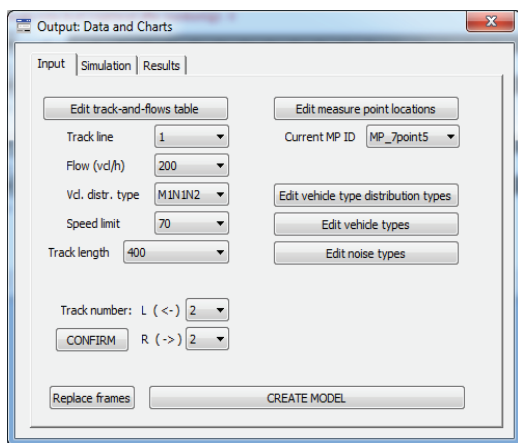 Output: Data and Charts
Input Simulation Results
Edit track-and-flows table Edit measure point locations
Track line 1 Current MP ID MP_7point5
Flow (vcl/h) 200
Vcl. distr. type M1N1N2 Edit vehicle type distribution types
Speed limit 70 Edit vehicle types
Track length 400 Edit noise types
Track number: L (<-) 2
CONFIRM R (->) 2
Replace frames CREATE MODEL